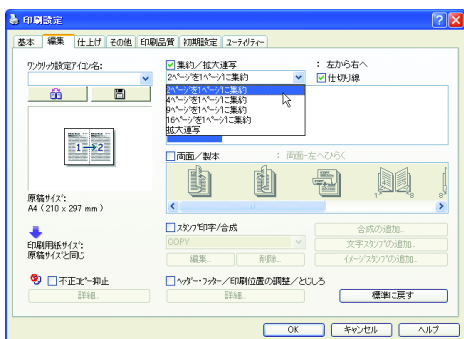 印刷設定
基本 編集 仕上げ その他 印刷品質 初期設定 ユーティリティー
ワンクリック設定アイコン名:
集約/拡大連写
: 左から右へ
2ページを1ページに集約
仕切り線
2ページを1ページに集約
4ページを1ページに集約
9ページを1ページに集約
16ページを1ページに集約
拡大連写
1 2
両面/製本
: 両面-左へひらく
原稿サイズ:
A4 ( 210 x 297 mm )
印刷用紙サイズ:
原稿サイズと同じ
スタンプ印字/合成
COPY
編集...
削除...
合成の追加...
文字スタンプの追加...
イメージスタンプの追加...
不正コピー抑止
詳細...
ヘッダー・フッター/印刷位置の調整/とじしろ
詳細...
標準に戻す
OK
キャンセル
ヘルプ